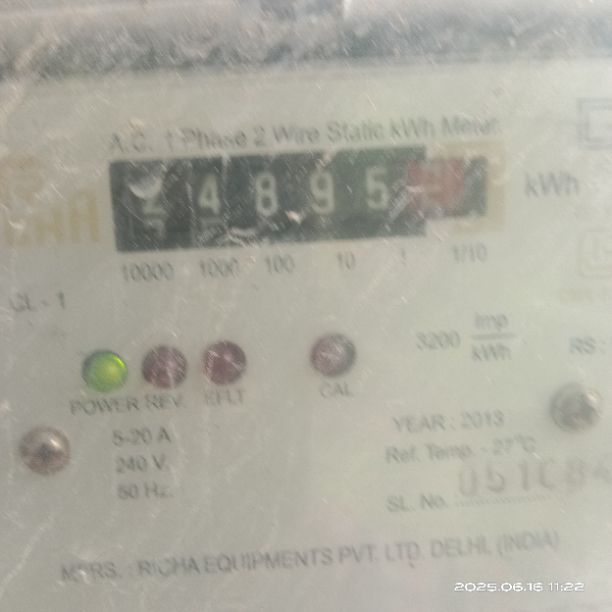 A.C. 1 Phase 2 Wire Static kWh Meter.
4 8 9 5
kWh
10000 1000 100 10 1 1/10
CL - 1
3200 Imp
kWh
RS:
POWER REV. EFLT CAL
5-20 A
240 V.
50 Hz.
YEAR : 2013
Ref. Temp. - 27°C
SL. No.
MFRS. : RICHA EQUIPMENTS PVT. LTD. DELHI, (INDIA)
2025.06.16 11:22